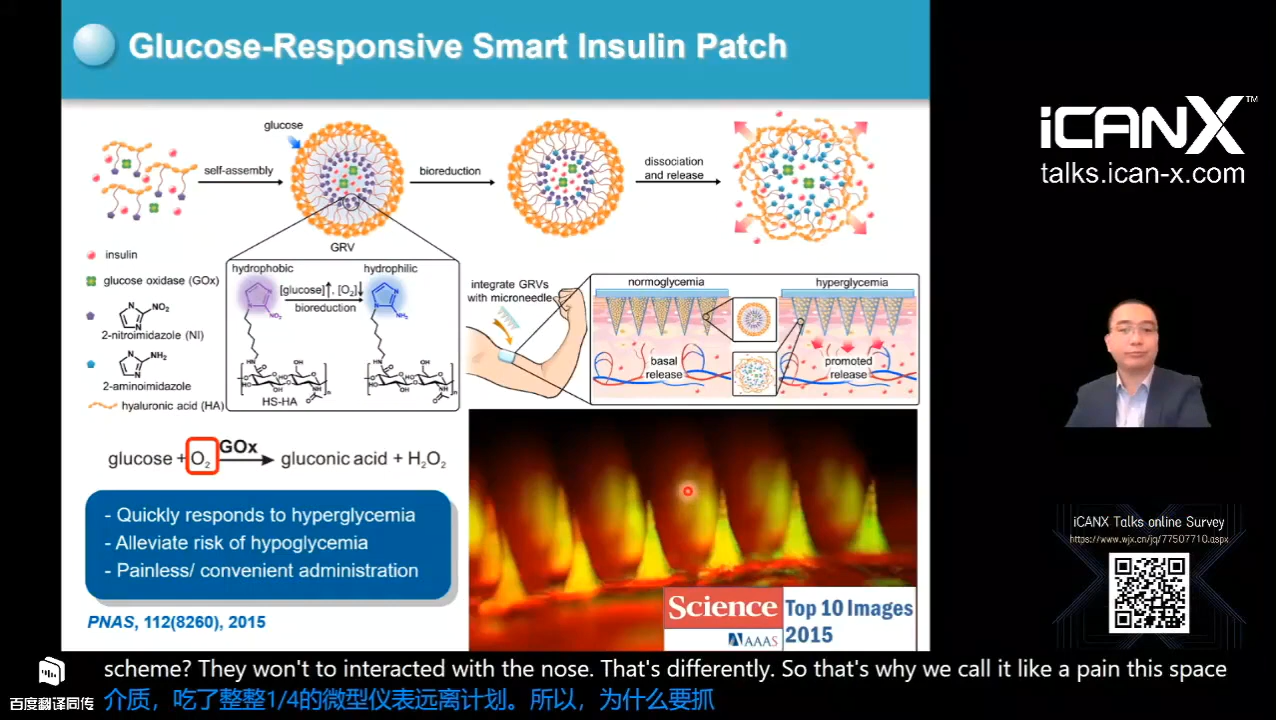 Glucose-Responsive Smart Insulin Patch
iCANX™
talks.ican-x.com
glucose
self-assembly
bioreduction
dissociation
and release
GRV
insulin
glucose oxidase (GOx)
NO₂
2-nitroimidazole (NI)
NH₂
2-aminoimidazole
hyaluronic acid (HA)
hydrophobic
hydrophilic
[glucose]↑, [O₂]↓
bioreduction
NO₂
NH₂
HS-HA
integrate GRVs
with microneedle
normoglycemia
hyperglycemia
basal
release
promoted
release
glucose + O₂ GOx gluconic acid + H₂O₂
- Quickly responds to hyperglycemia
- Alleviate risk of hypoglycemia
- Painless/ convenient administration
PNAS, 112(8260), 2015
Science
AAAS
Top 10 Images
2015
iCANX Talks online Survey
https://www.wjx.cn/jq/77507710.aspx
百度翻译同传
scheme? They won't to interacted with the nose. That's differently. So that's why we call it like a pain this space
介质，吃了整整1/4的微型仪表远离计划。所以，为什么要抓